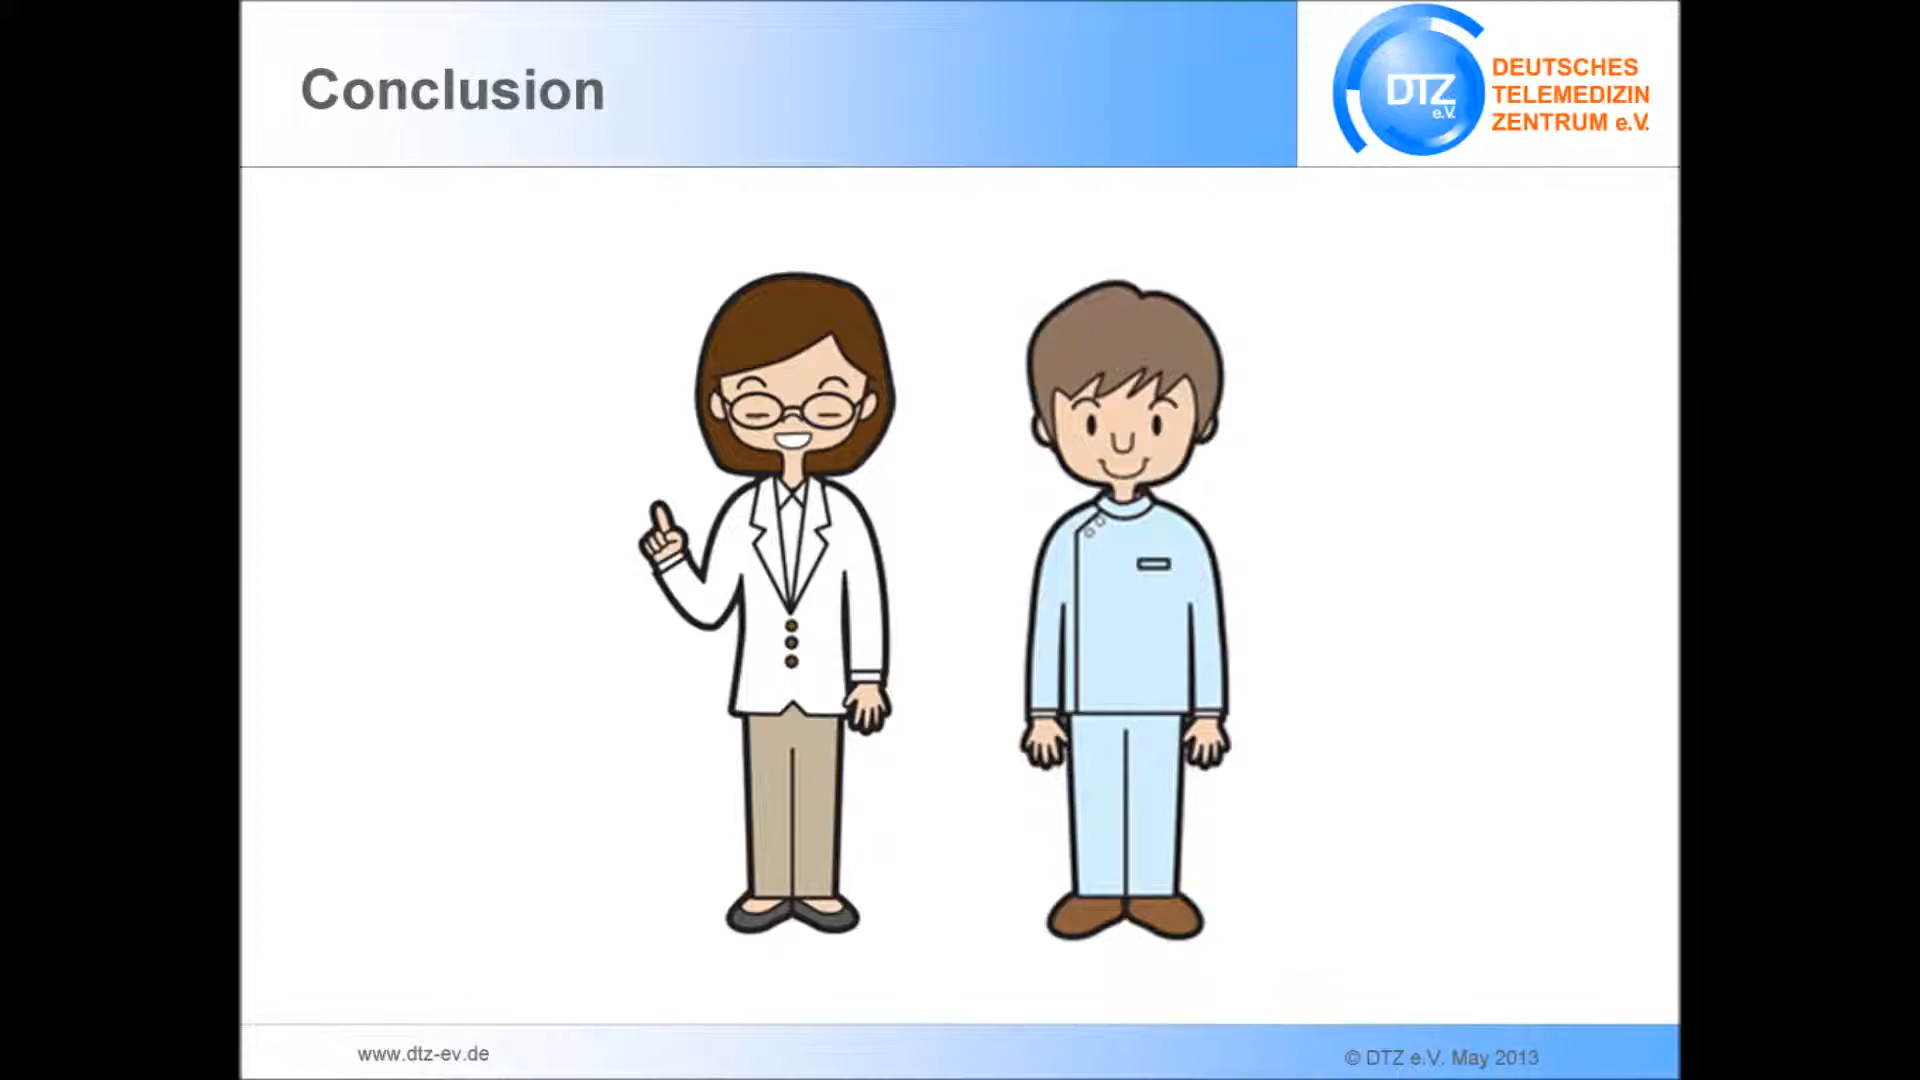 Conclusion
DTZ
e.V.
DEUTSCHES
TELEMEDIZIN
ZENTRUM e.V.
www.dtz-ev.de
© DTZ e.V. May 2013